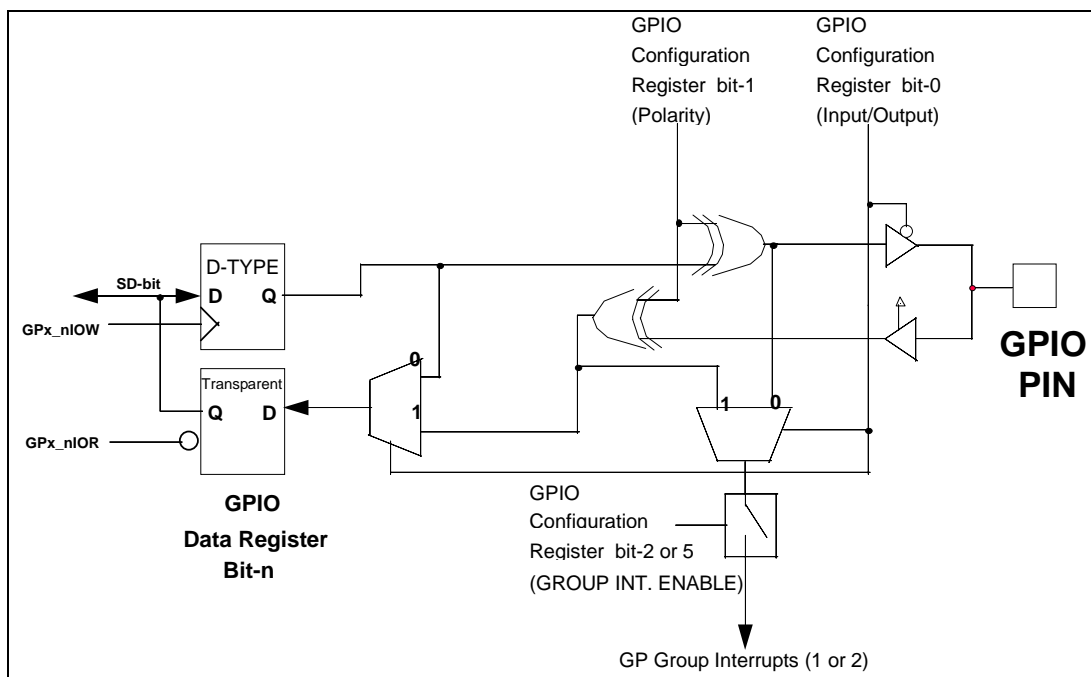 GPIO
Configuration
Register bit-1
(Polarity)
GPIO
Configuration
Register bit-0
(Input/Output)
D-TYPE
SD-bit
D Q
GPx_nIOW
0
1
1 0
Transparent
Q D
GPx_nIOR
GPIO
PIN
GPIO
Data Register
Bit-n
GPIO
Configuration
Register bit-2 or 5
(GROUP INT. ENABLE)
GP Group Interrupts (1 or 2)